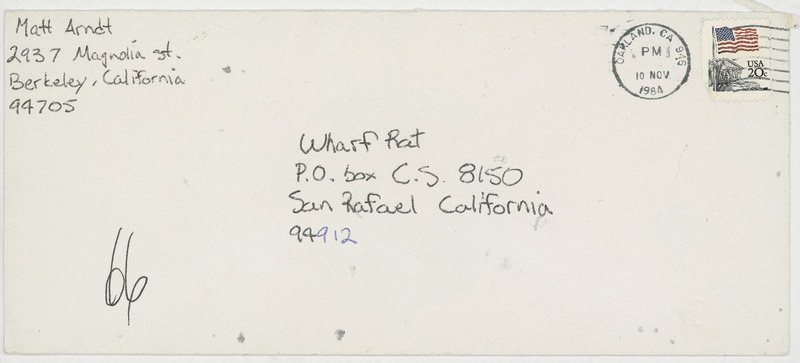 Matt Arndt
2937 Magnolia st.
Berkeley, California
94705
OAKLAND, CA 946
PM
10 NOV
1984
USA
20c
Wharf Rat
P.O. box C.S. 8150
San Rafael California
94912
66